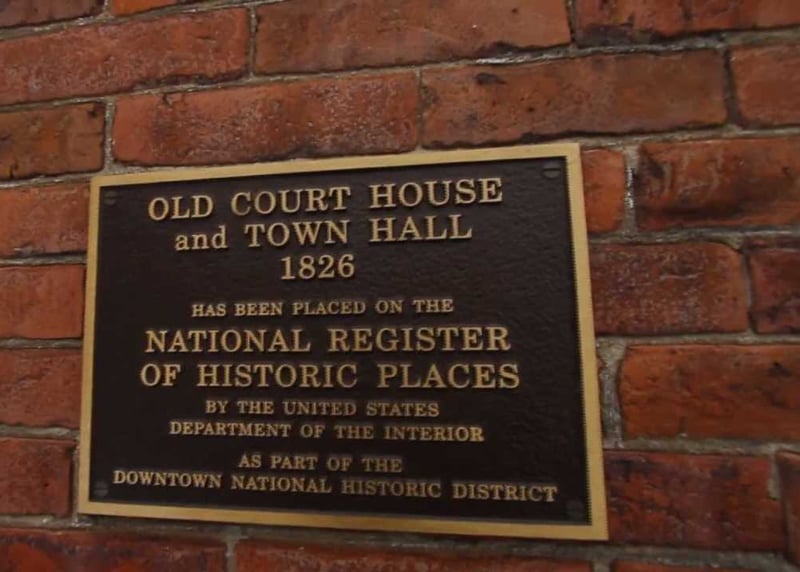 OLD COURT HOUSE
and TOWN HALL
1826
HAS BEEN PLACED ON THE
NATIONAL REGISTER
OF HISTORIC PLACES
BY THE UNITED STATES
DEPARTMENT OF THE INTERIOR
AS PART OF THE
DOWNTOWN NATIONAL HISTORIC DISTRICT